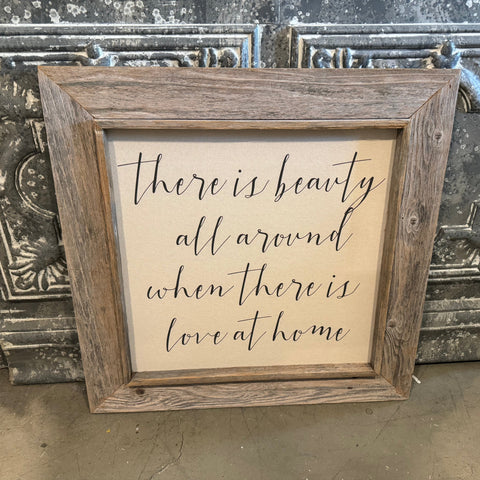 there is beauty
all around
when there is
love at home